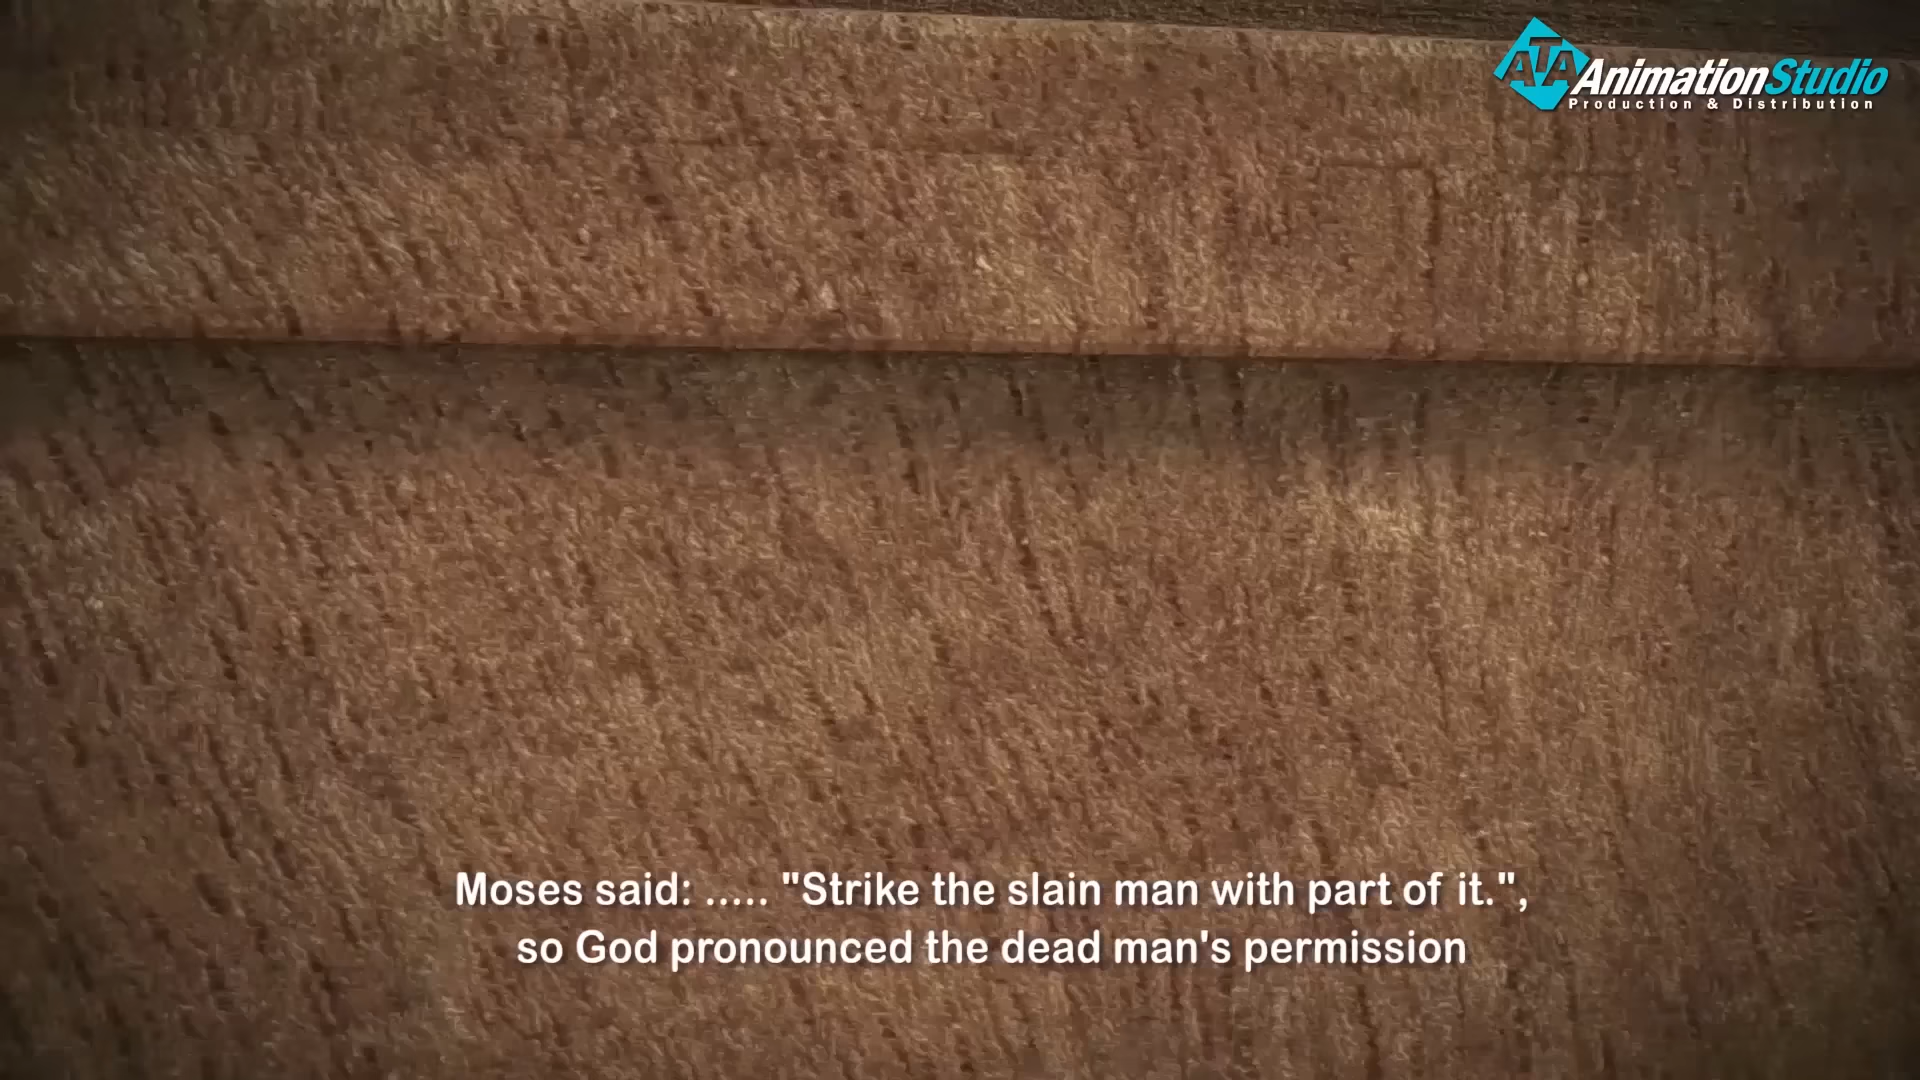 ATA AnimationStudio
Production & Distribution
Moses said: ..... "Strike the slain man with part of it.",
so God pronounced the dead man's permission